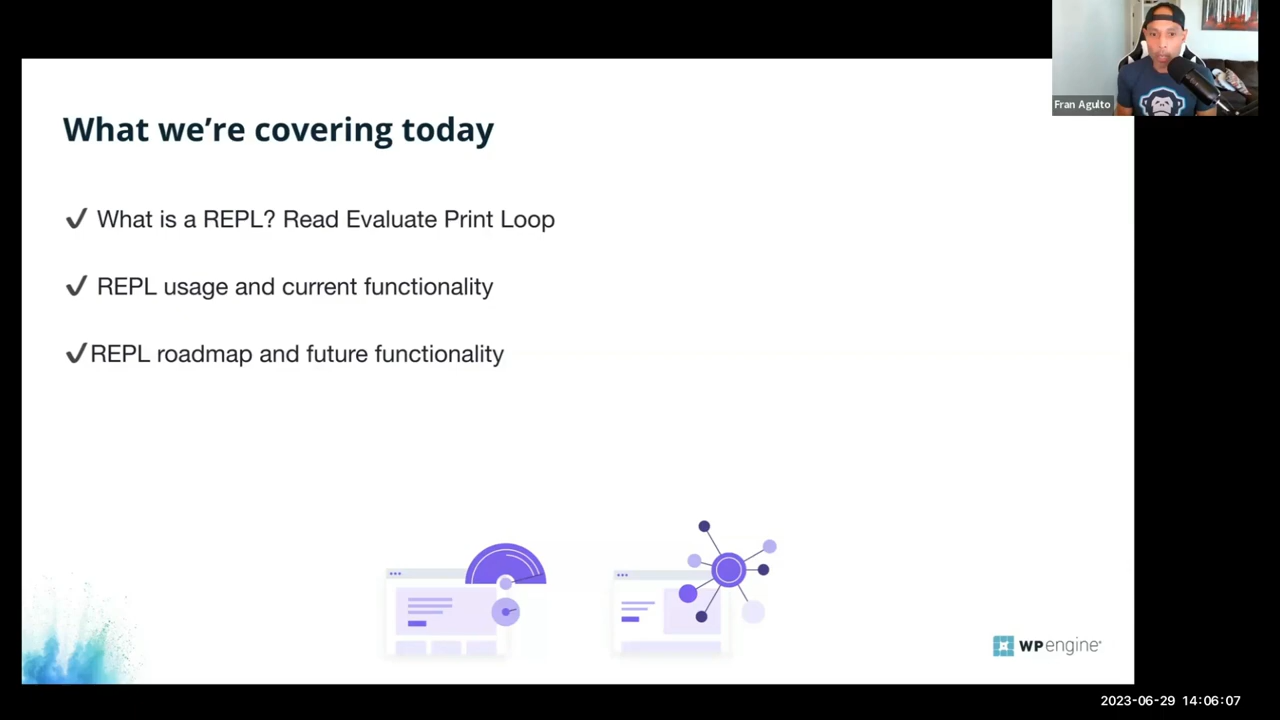 Fran Agulto
What we're covering today
✔ What is a REPL? Read Evaluate Print Loop
✔ REPL usage and current functionality
✔REPL roadmap and future functionality
WP engine
2023-06-29 14:06:07